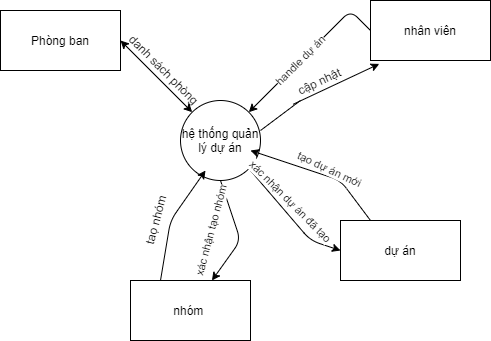 Phòng ban
nhân viên
danh sách phòng
handle dự án
cập nhật
hệ thống quản
lý dự án
tạo dự án mới
xác nhận dự án đã tạo
taọ nhóm
xác nhận tạo nhóm
dự án
nhóm